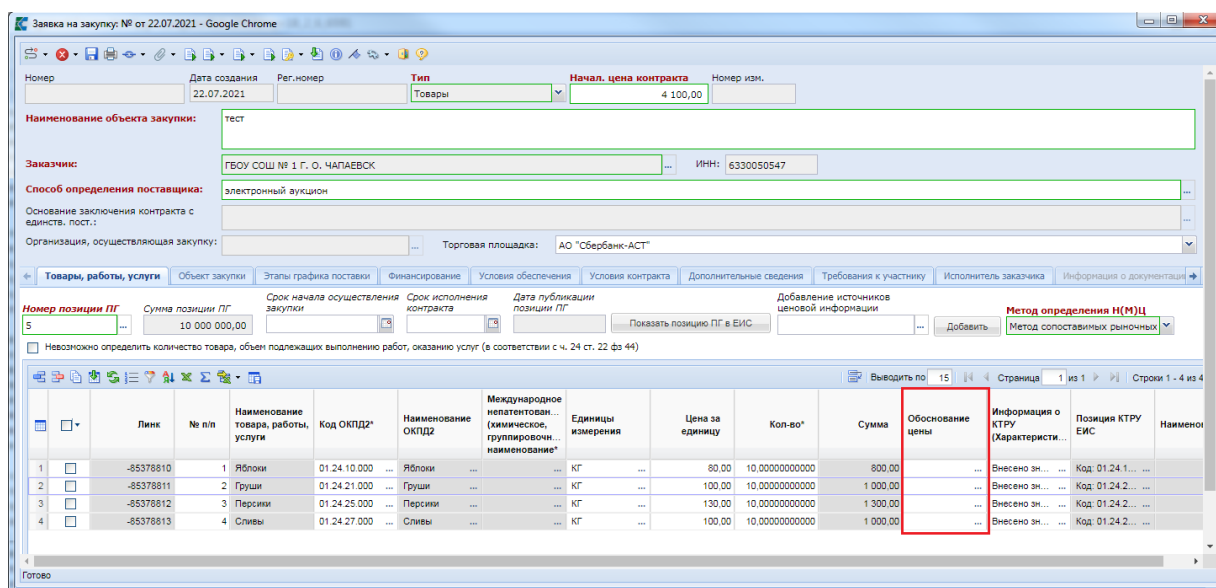 Заявка на закупку: № от 22.07.2021 - Google Chrome
Номер Дата создания Рег.номер Тип Начал. цена контракта Номер изм.
22.07.2021 Товары 4 100,00
Наименование объекта закупки: тест
Заказчик: ГБОУ СОШ № 1 Г. О. ЧАПАЕВСК ... ИНН: 6330050547
Способ определения поставщика: электронный аукцион ...
Основание заключения контракта с
единств. пост.: ...
Организация, осуществляющая закупку: ... Торговая площадка: АО "Сбербанк-АСТ"
Товары, работы, услуги Объект закупки Этапы графика поставки Финансирование Условия обеспечения Условия контракта Дополнительные сведения Требования к участнику Исполнитель заказчика Информация о документаци
Номер позиции ПГ Сумма позиции ПГ Срок начала осуществления закупки Срок исполнения контракта Дата публикации позиции ПГ Добавление источников ценовой информации Метод определения Н(М)Ц
5 ... 10 000 000,00 Показать позицию ПГ в ЕИС ... Добавить Метод сопоставимых рыночных
Невозможно определить количество товара, объем подлежащих выполнению работ, оказанию услуг (в соответствии с ч. 24 ст. 22 фз 44)
Выводить по 15 Страница 1 из 1 Строки 1 - 4 из 4
Линк № п/п Наименование товара, работы, услуги Код ОКПД2* Наименование ОКПД2 Международное непатентован... (химическое, группировочн... наименование* Единицы измерения Цена за единицу Кол-во* Сумма Обоснование цены Информация о КТРУ (Характеристи... Позиция КТРУ ЕИС Наименов
1 -85378810 1 Яблоки 01.24.10.000 ... Яблоки ... ... КГ ... 80,00 10,00000000000 800,00 ... Внесено зн... ... Код: 01.24.1... ...
2 -85378811 2 Груши 01.24.21.000 ... Груши ... ... КГ ... 100,00 10,00000000000 1 000,00 ... Внесено зн... ... Код: 01.24.2... ...
3 -85378812 3 Персики 01.24.25.000 ... Персики ... ... КГ ... 130,00 10,00000000000 1 300,00 ... Внесено зн... ... Код: 01.24.2... ...
4 -85378813 4 Сливы 01.24.27.000 ... Сливы ... ... КГ ... 100,00 10,00000000000 1 000,00 ... Внесено зн... ... Код: 01.24.2... ...
Готово